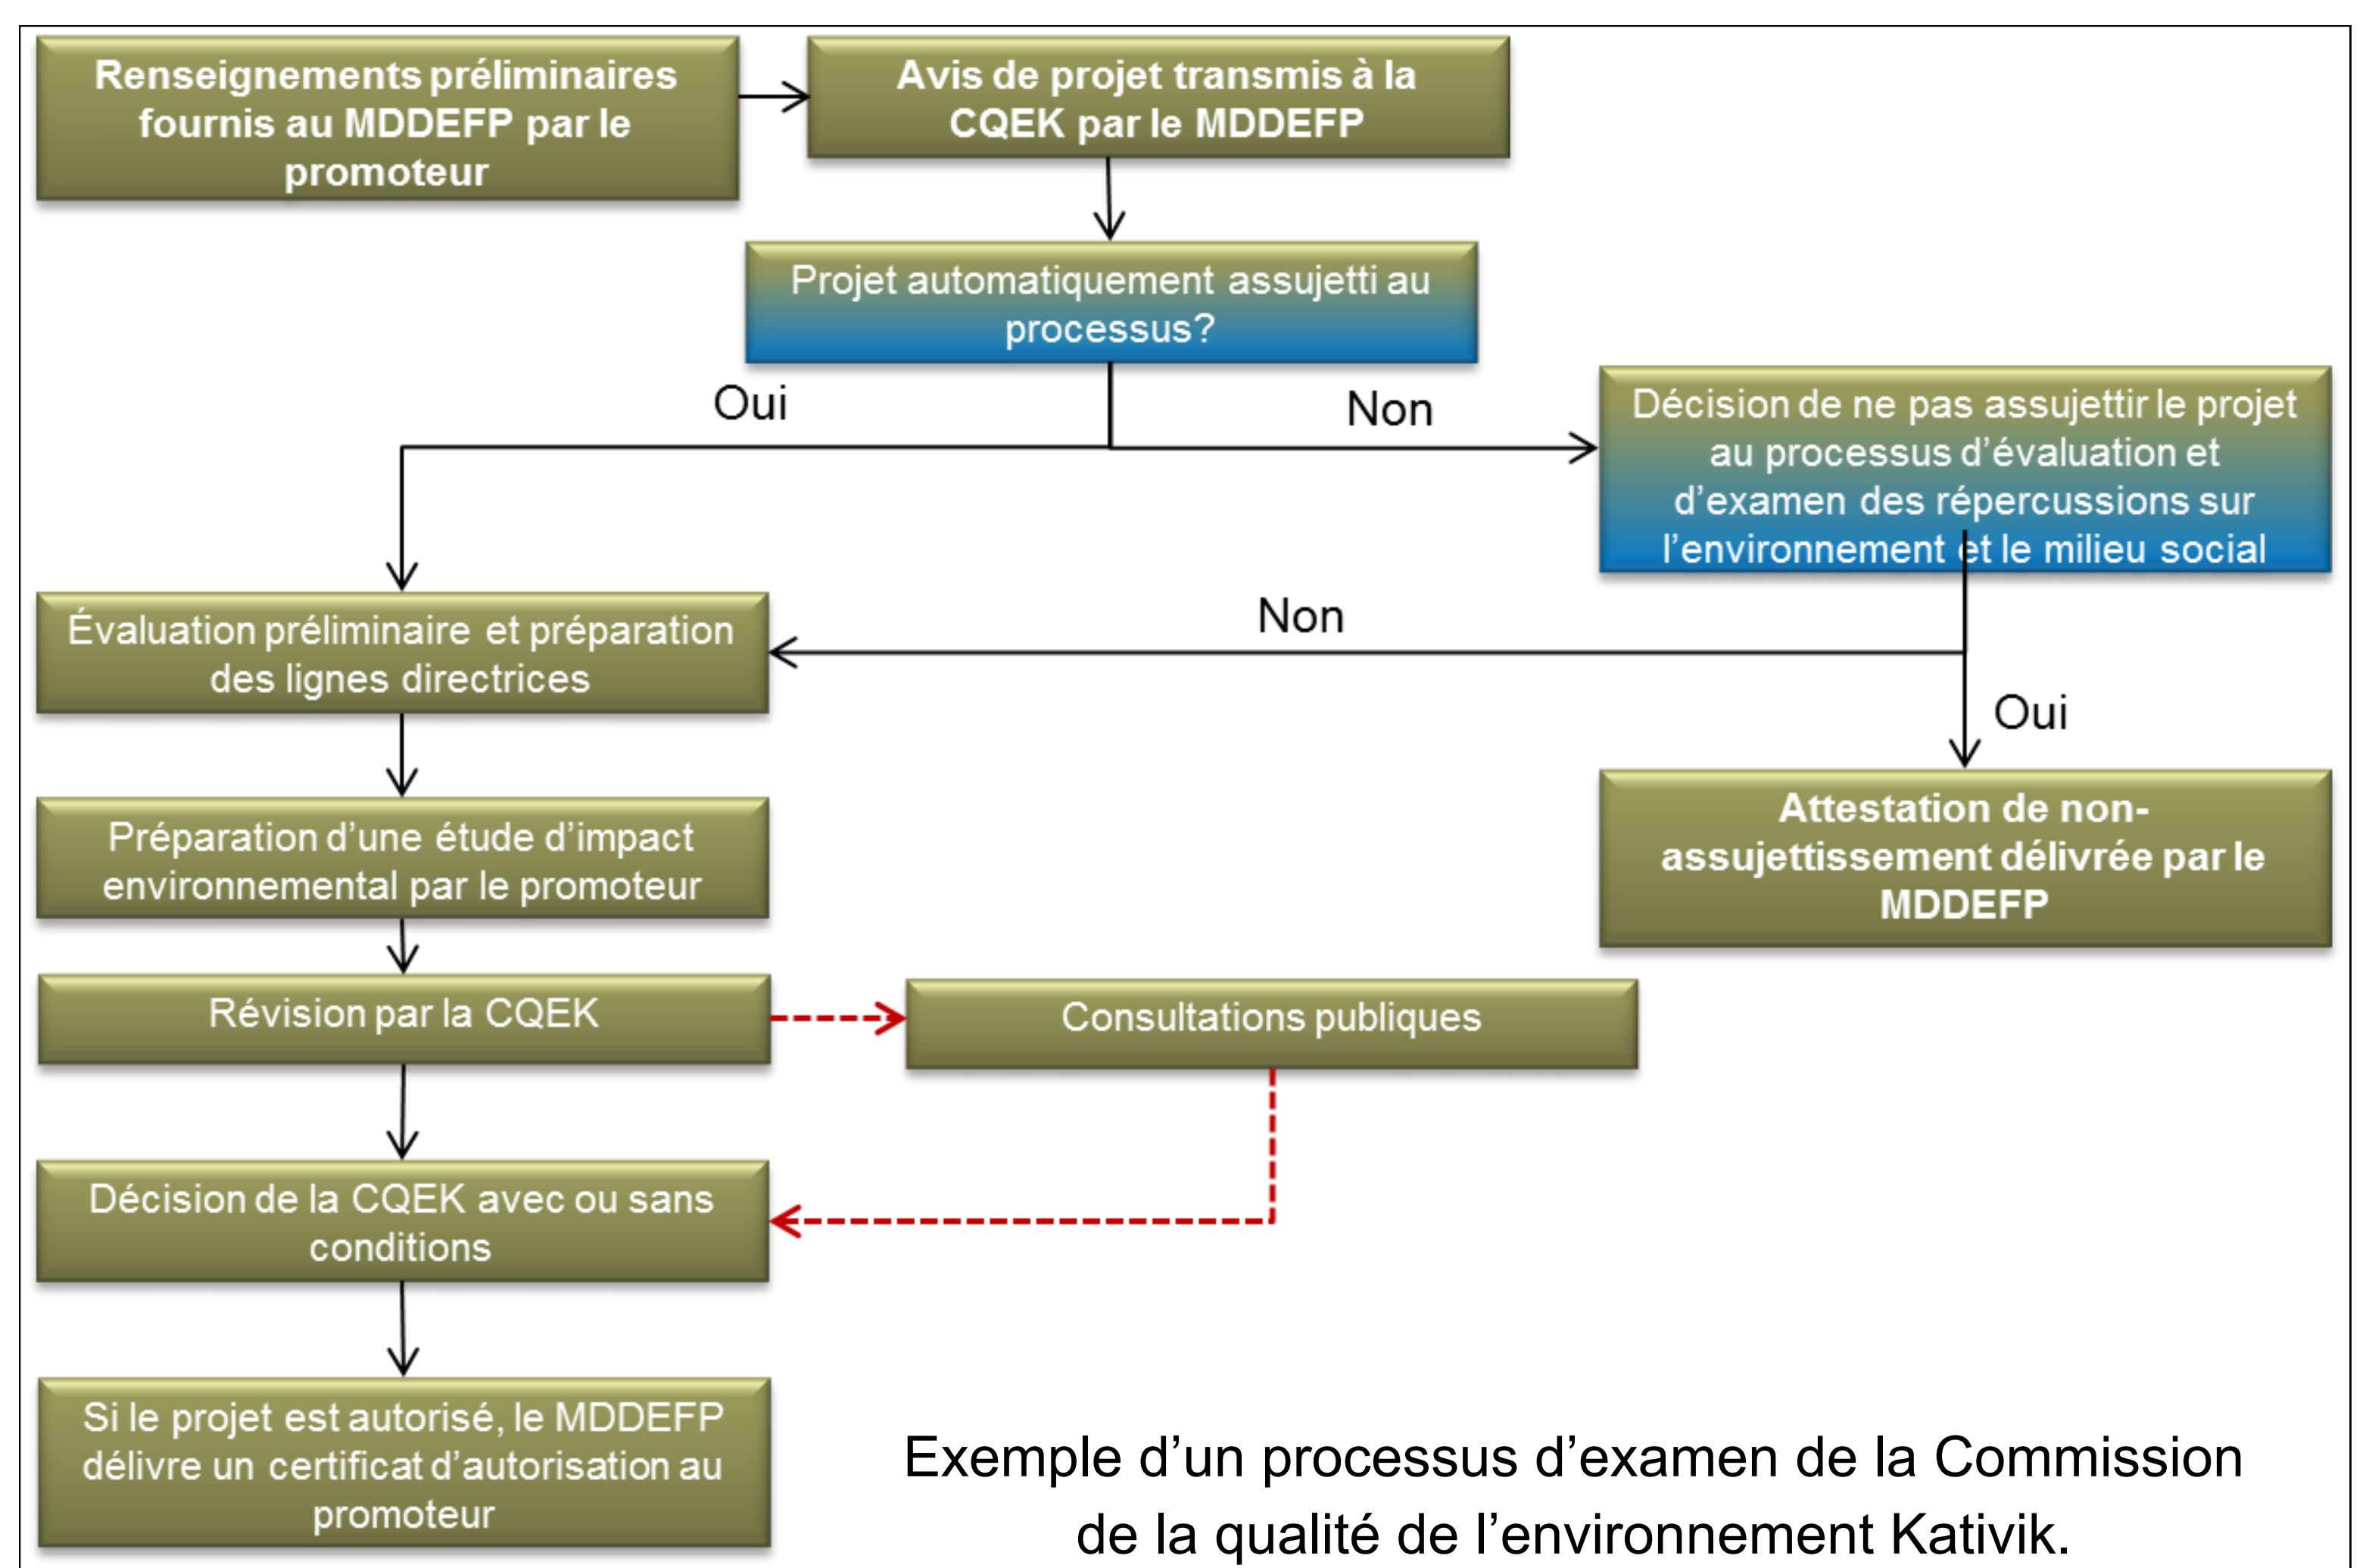 Renseignements préliminaires
fournis au MDDEFP par le
promoteur
Avis de projet transmis à la
CQEK par le MDDEFP
Projet automatiquement assujetti au
processus?
Oui
Non
Décision de ne pas assujettir le projet
au processus d’évaluation et
d’examen des répercussions sur
l’environnement et le milieu social
Évaluation préliminaire et préparation
des lignes directrices
Non
Oui
Préparation d’une étude d’impact
environnemental par le promoteur
Attestation de non-
assujettissement délivrée par le
MDDEFP
Révision par la CQEK
Consultations publiques
Décision de la CQEK avec ou sans
conditions
Si le projet est autorisé, le MDDEFP
délivre un certificat d’autorisation au
promoteur
Exemple d’un processus d’examen de la Commission
de la qualité de l’environnement Kativik.